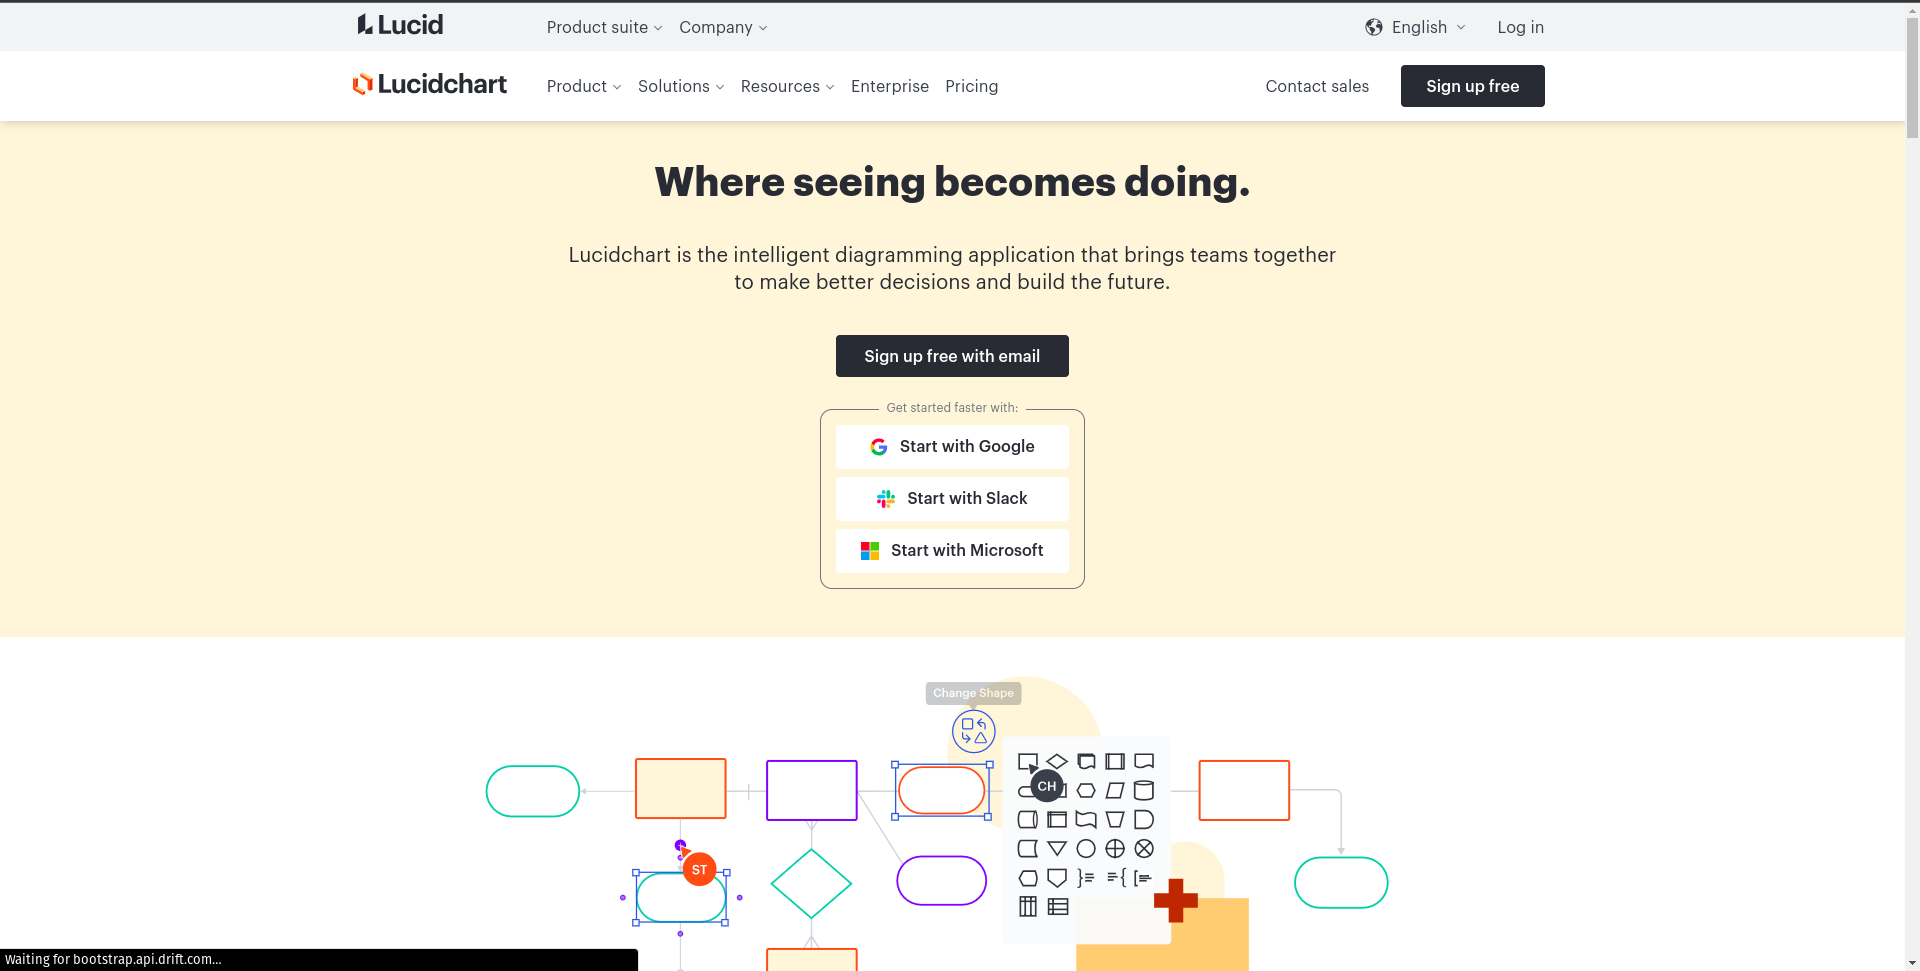 Lucid
Product suite
Company
English
Log in
Lucidchart
Product
Solutions
Resources
Enterprise
Pricing
Contact sales
Sign up free
Where seeing becomes doing.
Lucidchart is the intelligent diagramming application that brings teams together
to make better decisions and build the future.
Sign up free with email
Get started faster with:
Start with Google
Start with Slack
Start with Microsoft
Change Shape
CH
ST
Waiting for bootstrap.api.drift.com...